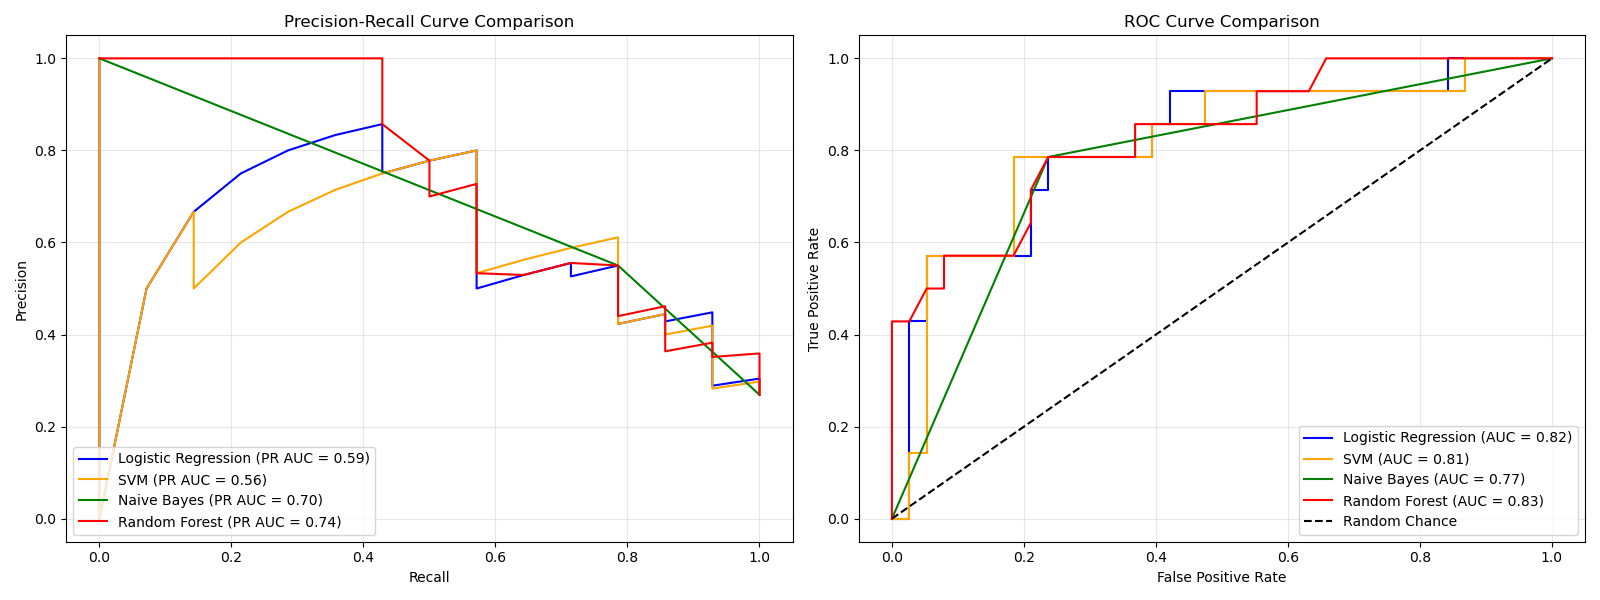 Precision-Recall Curve Comparison
1.0
0.8
0.6
0.4
0.2
0.0
Precision
Logistic Regression (PR AUC = 0.59)
SVM (PR AUC = 0.56)
Naive Bayes (PR AUC = 0.70)
Random Forest (PR AUC = 0.74)
0.0 0.2 0.4 0.6 0.8 1.0
Recall
ROC Curve Comparison
1.0
0.8
0.6
0.4
0.2
0.0
True Positive Rate
Logistic Regression (AUC = 0.82)
SVM (AUC = 0.81)
Naive Bayes (AUC = 0.77)
Random Forest (AUC = 0.83)
Random Chance
0.0 0.2 0.4 0.6 0.8 1.0
False Positive Rate